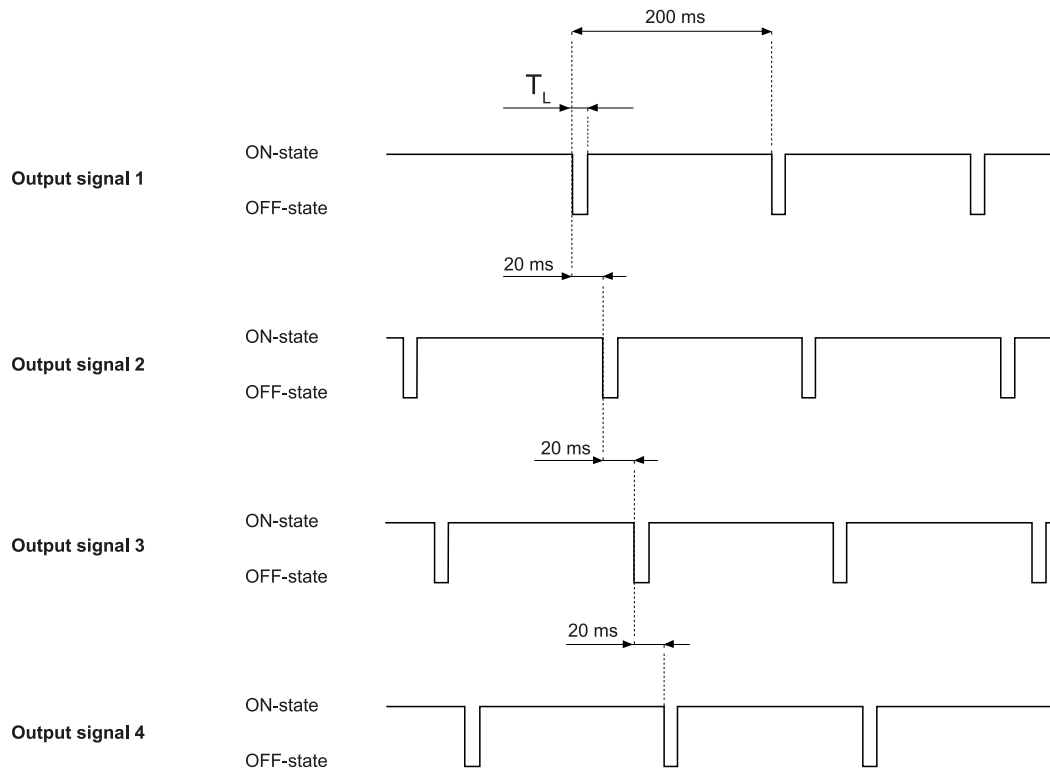 200 ms
TL
ON-state
Output signal 1
OFF-state
20 ms
ON-state
Output signal 2
OFF-state
20 ms
ON-state
Output signal 3
OFF-state
20 ms
ON-state
Output signal 4
OFF-state